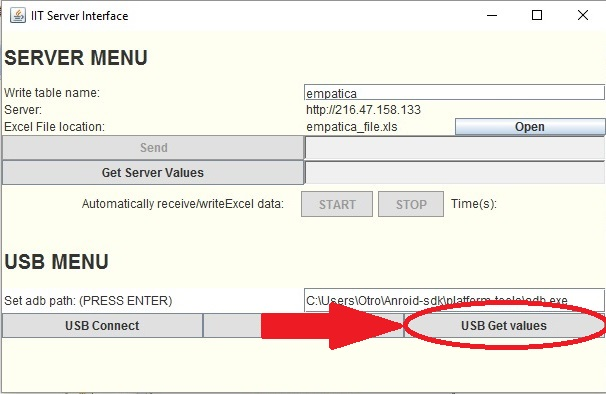 IIT Server Interface
SERVER MENU
Write table name: empatica
Server: http://216.47.158.133
Excel File location: empatica_file.xls Open
Send
Get Server Values
Automatically receive/writeExcel data: START STOP Time(s):
USB MENU
Set adb path: (PRESS ENTER) C:\Users\Otro\Anroid-sdk\platform-tools\adb.exe
USB Connect USB Get values